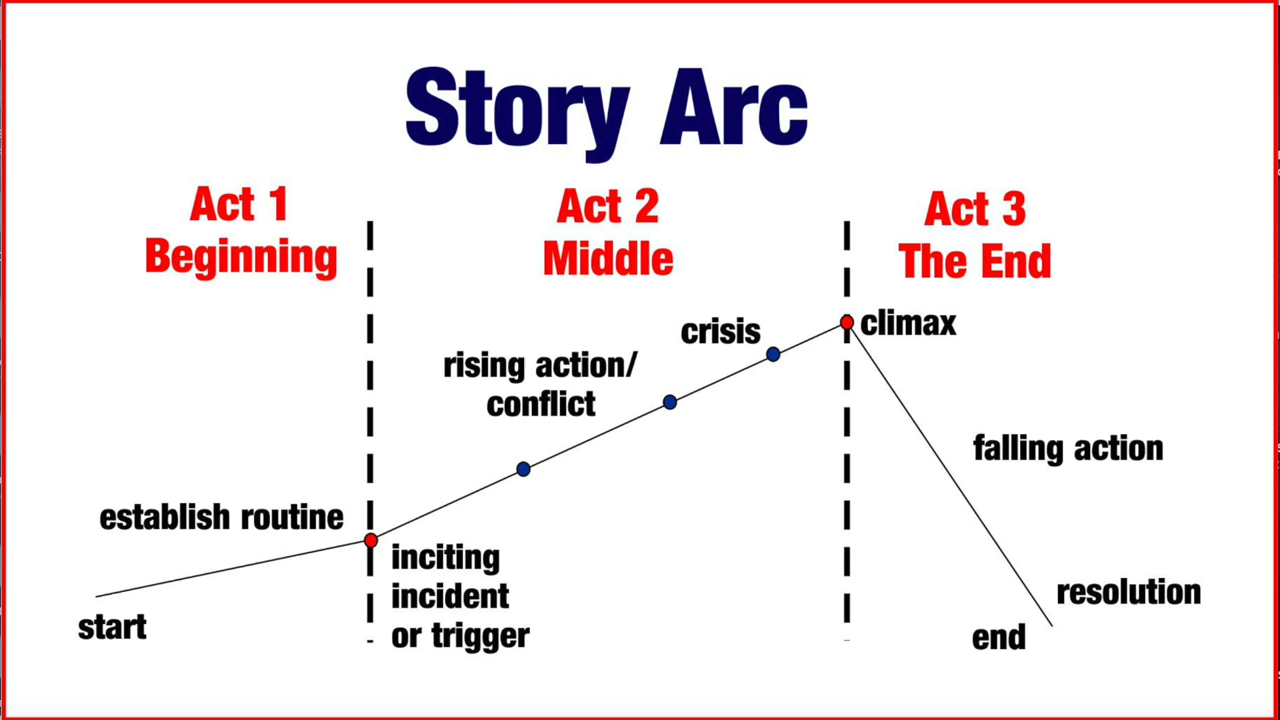 Story Arc
Act 1
Beginning
Act 2
Middle
Act 3
The End
crisis
climax
rising action/
conflict
falling action
establish routine
inciting
incident
or trigger
start
resolution
end